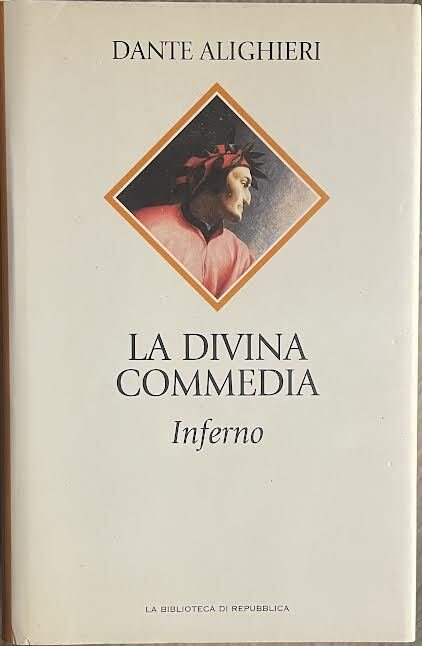 DANTE ALIGHIERI
LA DIVINA
COMMEDIA
Inferno
LA BIBLIOTECA DI REPUBBLICA